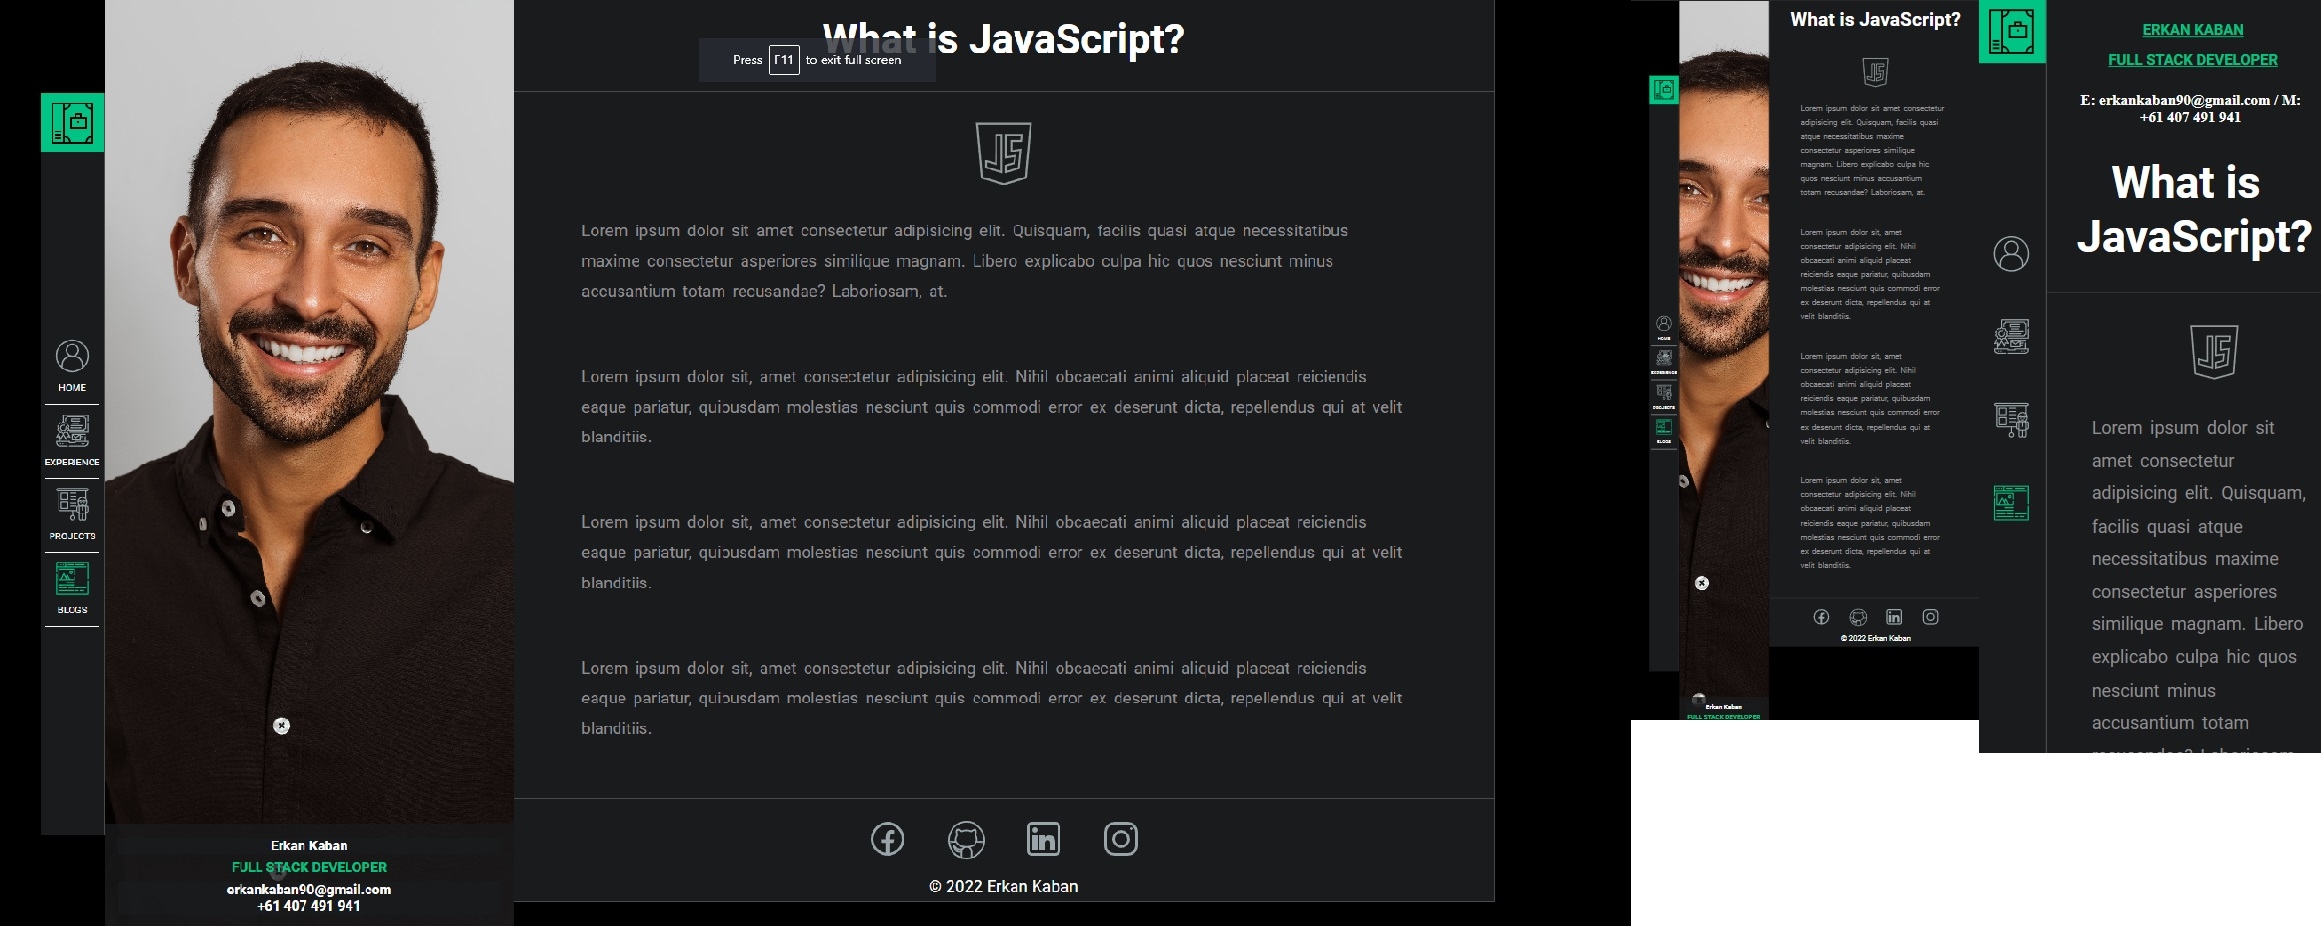 What is JavaScript?
Press F11 to exit full screen
JS
Lorem ipsum dolor sit amet consectetur adipisicing elit. Quisquam, facilis quasi atque necessitatibus
maxime consectetur asperiores similique magnam. Libero explicabo culpa hic quos nesciunt minus
accusantium totam recusandae? Laboriosam, at.
Lorem ipsum dolor sit, amet consectetur adipisicing elit. Nihil obcaecati animi aliquid placeat reiciendis
eaque pariatur, quibusdam molestias nesciunt quis commodi error ex deserunt dicta, repellendus qui at velit
blanditiis.
Lorem ipsum dolor sit, amet consectetur adipisicing elit. Nihil obcaecati animi aliquid placeat reiciendis
eaque pariatur, quibusdam molestias nesciunt quis commodi error ex deserunt dicta, repellendus qui at velit
blanditiis.
Lorem ipsum dolor sit, amet consectetur adipisicing elit. Nihil obcaecati animi aliquid placeat reiciendis
eaque pariatur, quibusdam molestias nesciunt quis commodi error ex deserunt dicta, repellendus qui at velit
blanditiis.
in
© 2022 Erkan Kaban
HOME
EXPERIENCE
PROJECTS
BLOGS
Erkan Kaban
FULL STACK DEVELOPER
erkankaban90@gmail.com
+61 407 491 941
What is JavaScript?
JS
Lorem ipsum dolor sit amet consectetur
adipisicing elit. Quisquam, facilis quasi
atque necessitatibus maxime
consectetur asperiores similique
magnam. Libero explicabo culpa hic
quos nesciunt minus accusantium
totam recusandae? Laboriosam, at.
Lorem ipsum dolor sit, amet
consectetur adipisicing elit. Nihil
obcaecati animi aliquid placeat
reiciendis eaque pariatur, quibusdam
molestias nesciunt quis commodi error
ex deserunt dicta, repellendus qui at
velit blanditiis.
Lorem ipsum dolor sit, amet
consectetur adipisicing elit. Nihil
obcaecati animi aliquid placeat
reiciendis eaque pariatur, quibusdam
molestias nesciunt quis commodi error
ex deserunt dicta, repellendus qui at
velit blanditiis.
Lorem ipsum dolor sit, amet
consectetur adipisicing elit. Nihil
obcaecati animi aliquid placeat
reiciendis eaque pariatur, quibusdam
molestias nesciunt quis commodi error
ex deserunt dicta, repellendus qui at
velit blanditiis.
in
© 2022 Erkan Kaban
HOME
EXPERIENCE
PROJECTS
BLOGS
Erkan Kaban
FULL STACK DEVELOPER
ERKAN KABAN
FULL STACK DEVELOPER
E: erkankaban90@gmail.com / M:
+61 407 491 941
What is
JavaScript?
JS
Lorem ipsum dolor sit
amet consectetur
adipisicing elit. Quisquam,
facilis quasi atque
necessitatibus maxime
consectetur asperiores
similique magnam. Libero
explicabo culpa hic quos
nesciunt minus
accusantium totam
recusandae? Laboriosam,